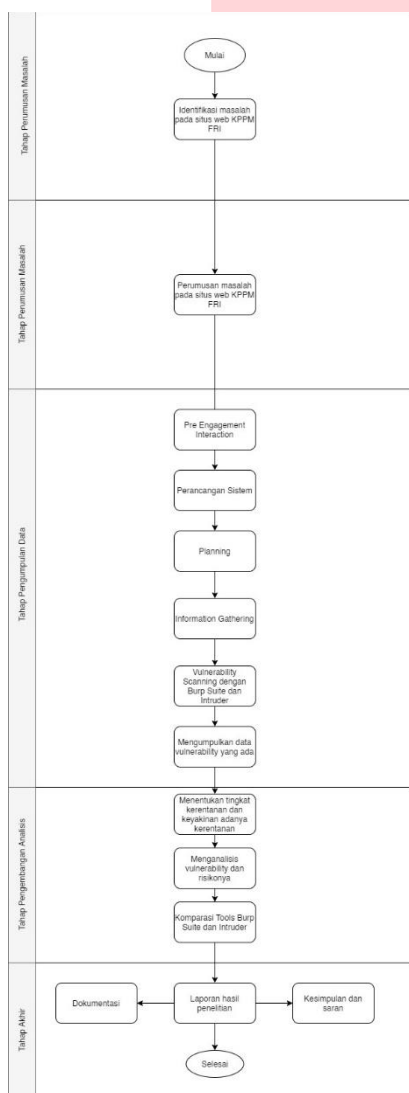 Tahap Perumusan Masalah
Mulai
Identifikasi masalah
pada situs web KPPM
FRI
Tahap Perumusan Masalah
Perumusan masalah
pada situs web KPPM
FRI
Tahap Pengumpulan Data
Pre Engagement
Interaction
Perancangan Sistem
Planning
Information Gathering
Vulnerability
Scanning dengan
Burp Suite dan
Intruder
Mengumpulkan data
vulnerability yang ada
Tahap Pengembangan Analisis
Menentukan tingkat
kerentanan dan
keyakinan adanya
kerentanan
Menganalisis
vulnerability dan
risikonya
Komparasi Tools Burp
Suite dan Intruder
Tahap Akhir
Dokumentasi
Laporan hasil
penelitian
Kesimpulan dan
saran
Selesai